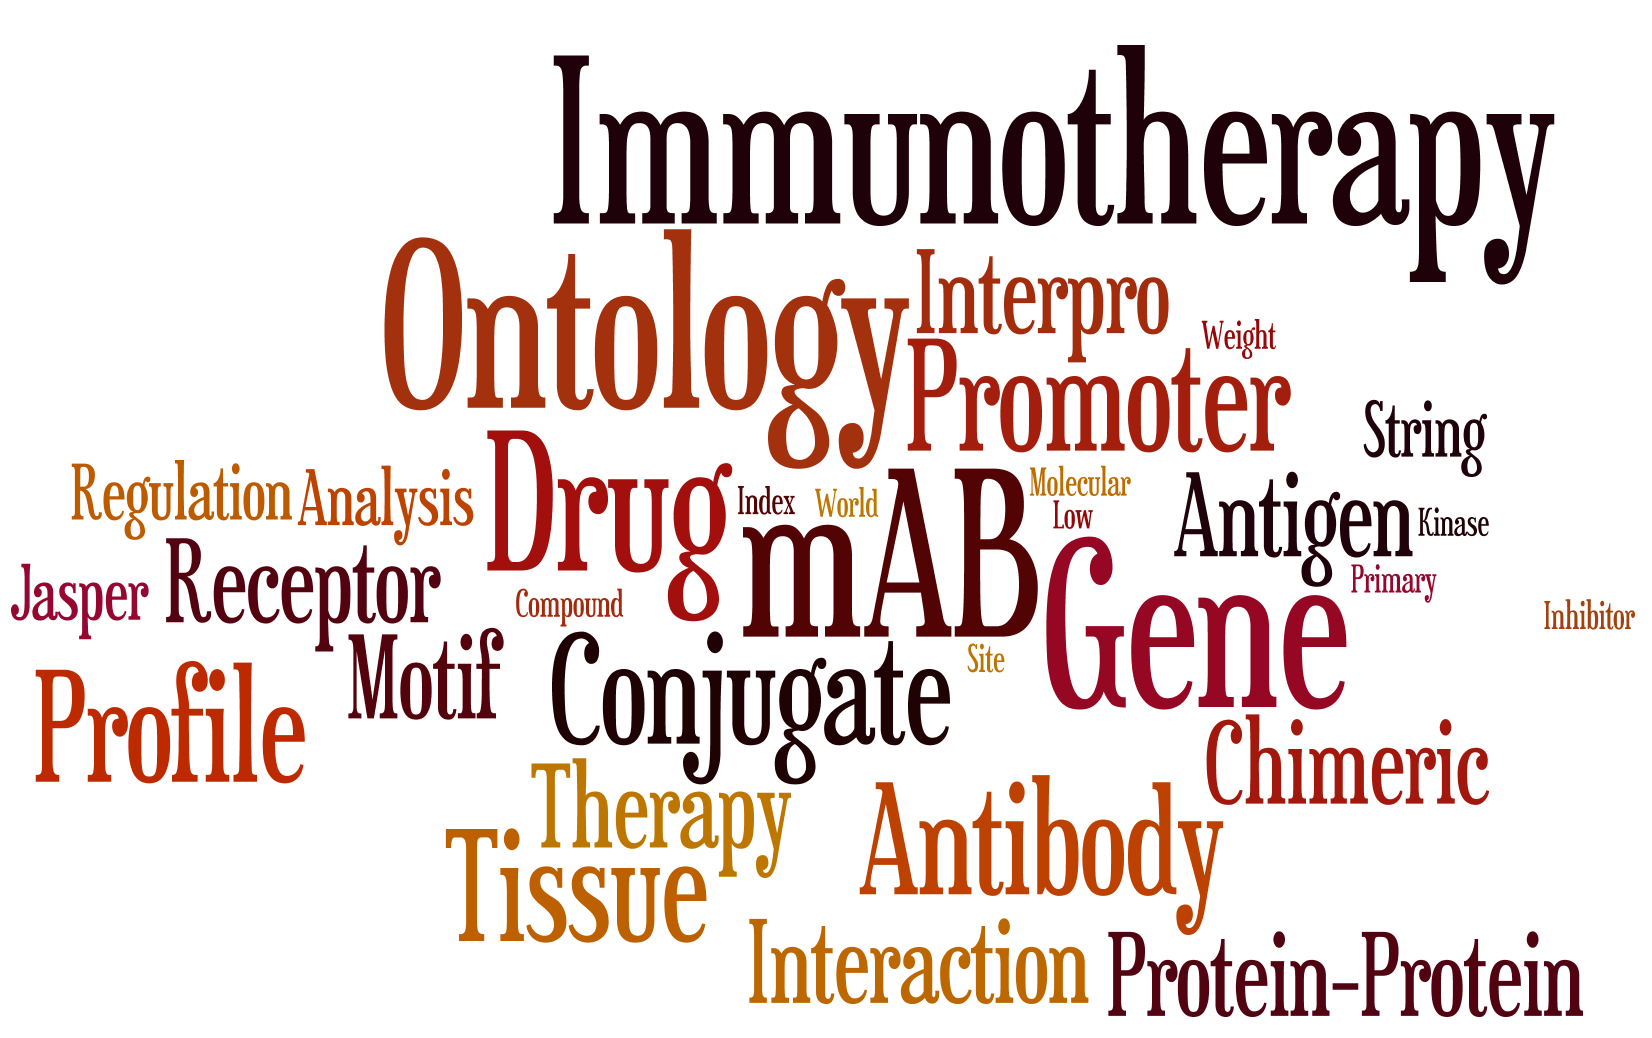 Immunotherapy
Ontology
Interpro
Weight
Promoter
String
Regulation
Analysis
Drug
Index
World
mAB
Molecular
Low
Antigen
Kinase
Jasper
Receptor
Compound
Gene
Primary
Inhibitor
Profile
Motif
Conjugate
Site
Chimeric
Therapy
Tissue
Antibody
Interaction
Protein-Protein